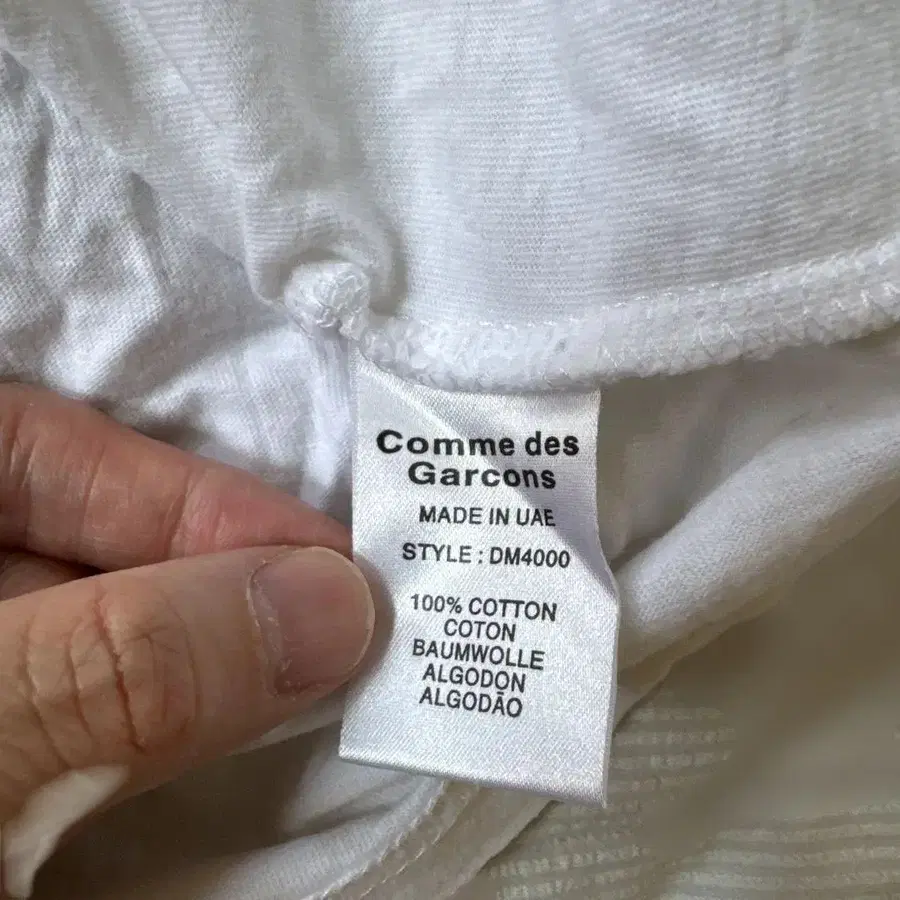 Comme des
Garcons
MADE IN UAE
STYLE : DM4000
100% COTTON
COTON
BAUMWOLLE
ALGODON
ALGODÃO